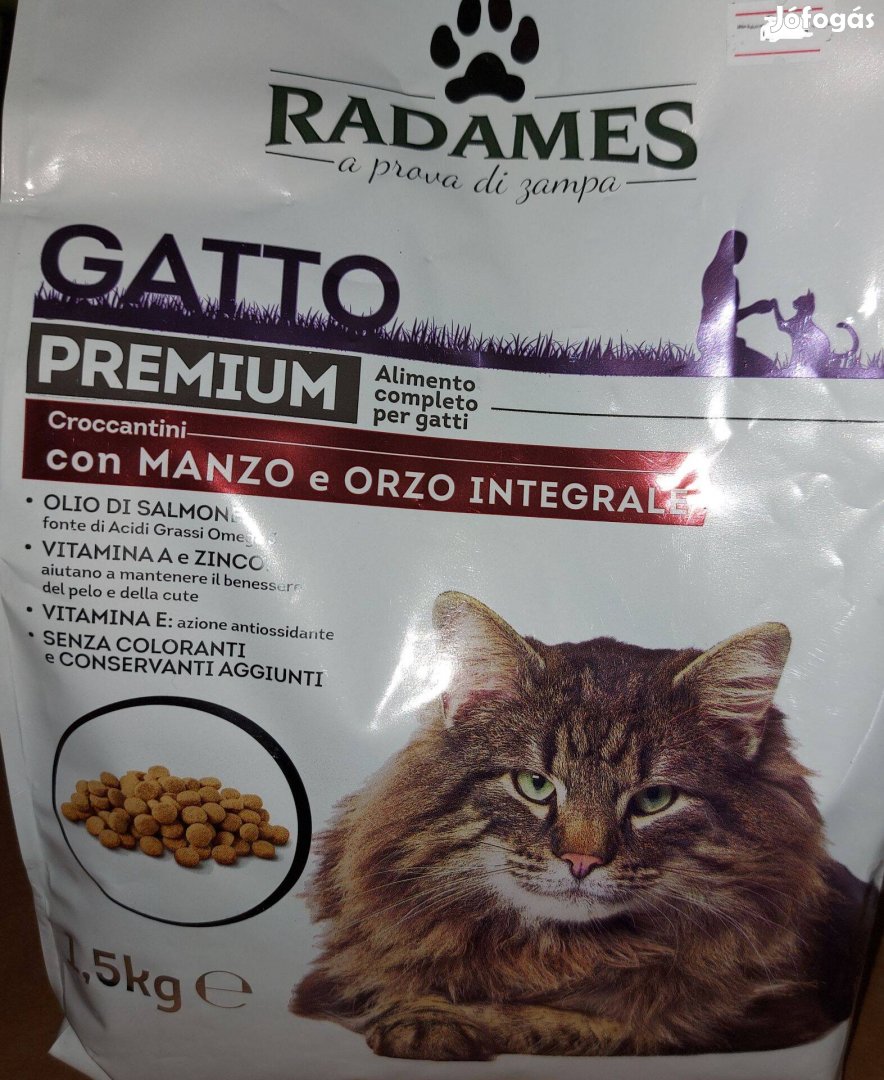 Jófogás
RADAMES
a prova di zampa
GATTO
PREMIUM
Alimento
completo
per gatti
Croccantini
con MANZO e ORZO INTEGRALE
• OLIO DI SALMONE
fonte di Acidi Grassi
• VITAMINA A e ZINCO
aiutano a mantenere il benessere
del pelo e della cute
• VITAMINA E: azione antiossidante
• SENZA COLORANTI
e CONSERVANTI AGGIUNTI
1,5kg ℮